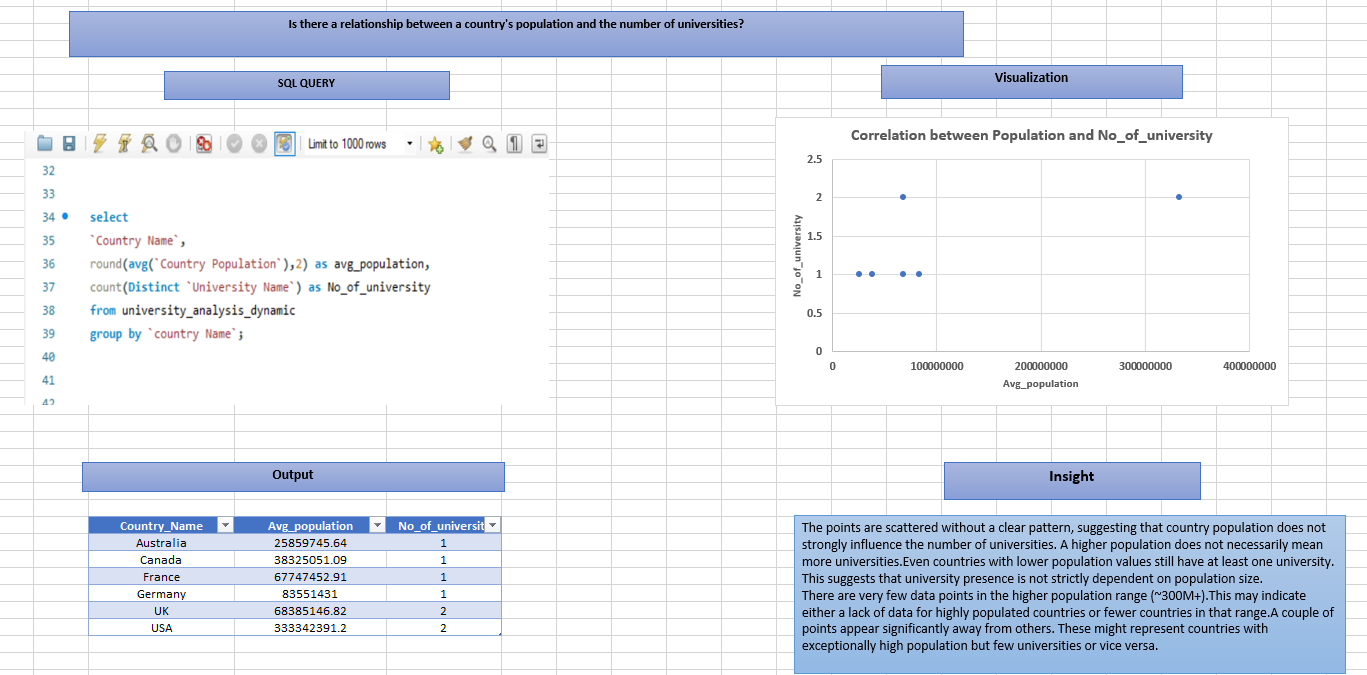 Is there a relationship between a country's population and the number of universities?
SQL QUERY
Visualization
Limit to 1000 rows
32
33
34 select
35 `Country Name`,
36 round(avg(`Country Population`),2) as avg_population,
37 count(Distinct `University Name`) as No_of_university
38 from university_analysis_dynamic
39 group by `country Name`;
40
41
42
Correlation between Population and No_of_university
2.5
2
1.5
1
0.5
0
No_of_university
0 100000000 200000000 300000000 400000000
Avg_population
Output
Country_Name Avg_population No_of_universit
Australia 25859745.64 1
Canada 38325051.09 1
France 67747452.91 1
Germany 83551431 1
UK 68385146.82 2
USA 333342391.2 2
Insight
The points are scattered without a clear pattern, suggesting that country population does not
strongly influence the number of universities. A higher population does not necessarily mean
more universities.Even countries with lower population values still have at least one university.
This suggests that university presence is not strictly dependent on population size.
There are very few data points in the higher population range (~300M+).This may indicate
either a lack of data for highly populated countries or fewer countries in that range.A couple of
points appear significantly away from others. These might represent countries with
exceptionally high population but few universities or vice versa.